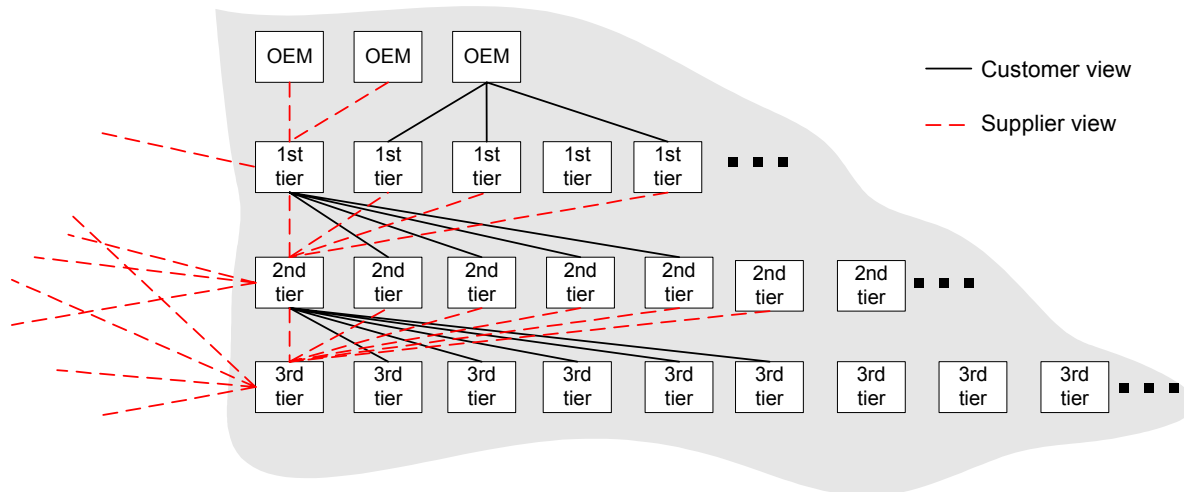 OEM
OEM
OEM
Customer view
Supplier view
1st
tier
1st
tier
1st
tier
1st
tier
1st
tier
2nd
tier
2nd
tier
2nd
tier
2nd
tier
2nd
tier
2nd
tier
2nd
tier
3rd
tier
3rd
tier
3rd
tier
3rd
tier
3rd
tier
3rd
tier
3rd
tier
3rd
tier
3rd
tier